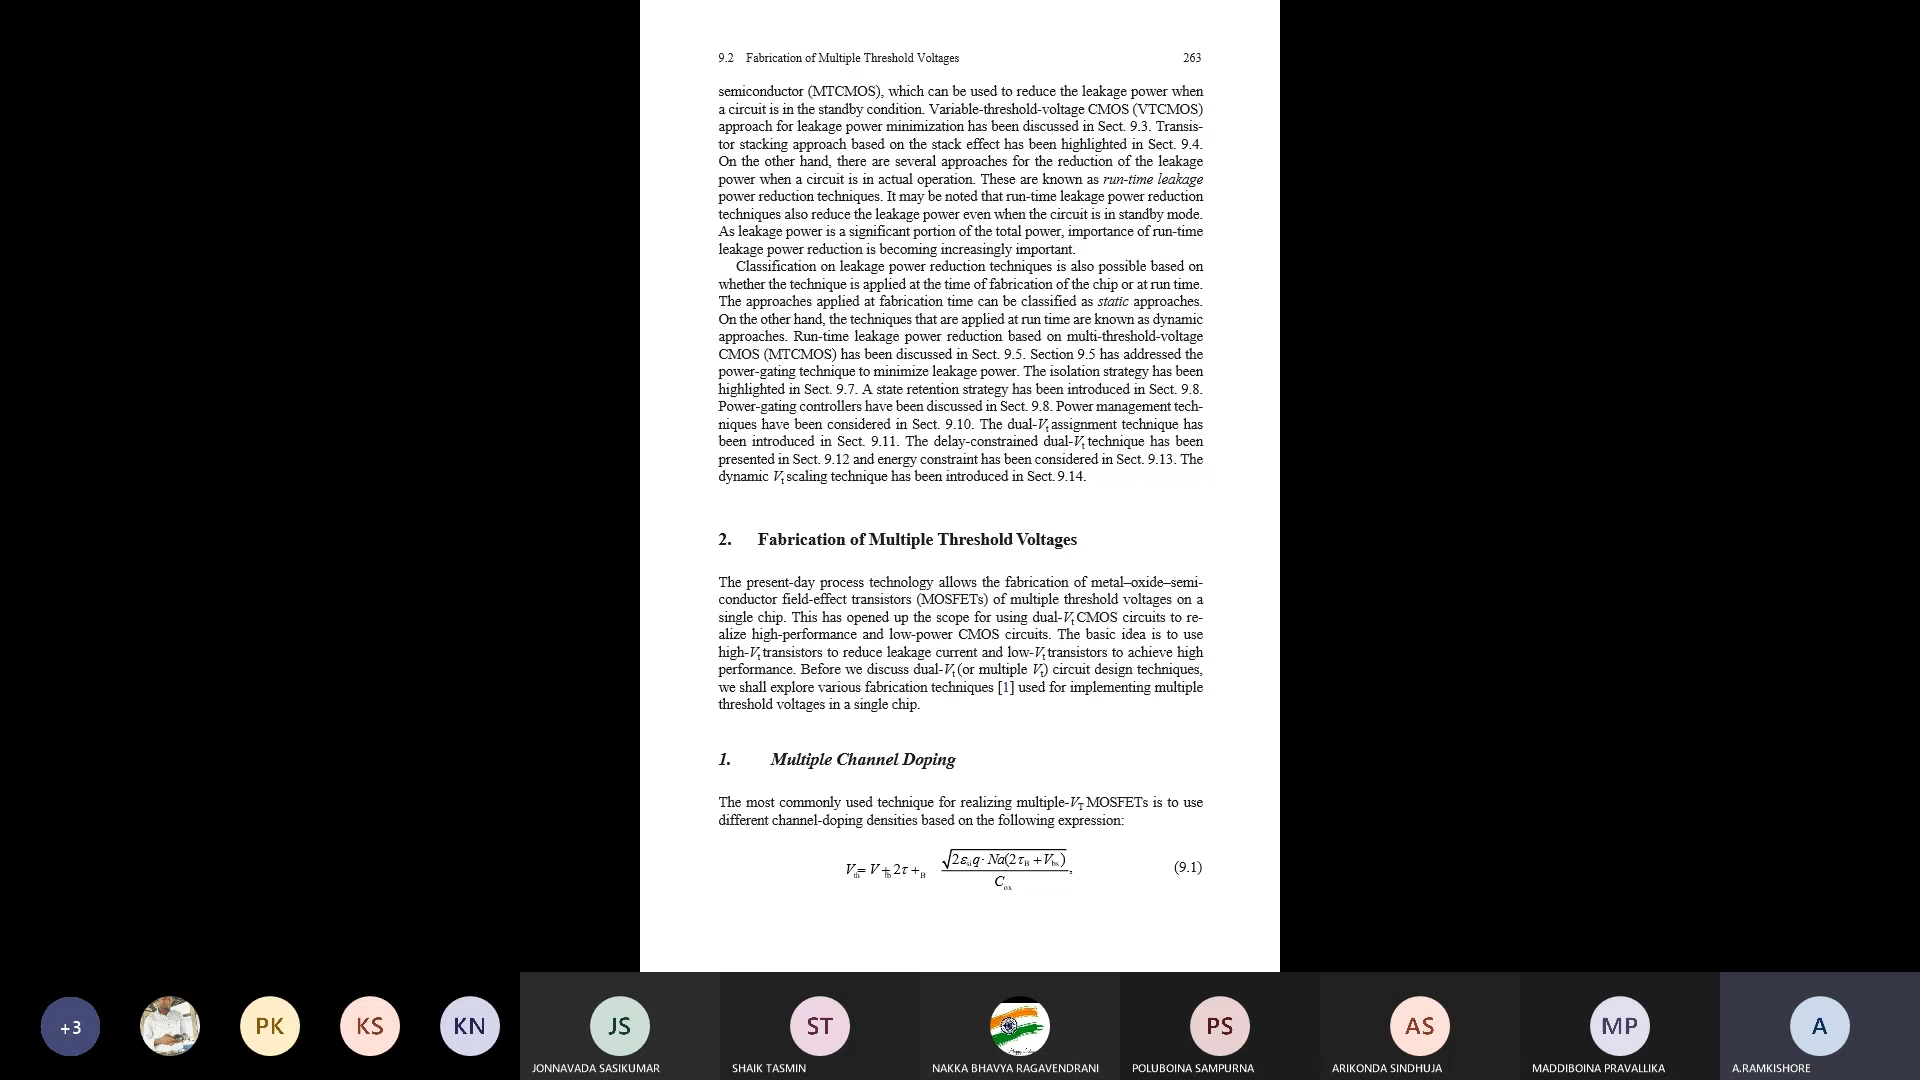 9.2 Fabrication of Multiple Threshold Voltages 263
semiconductor (MTCMOS), which can be used to reduce the leakage power when
a circuit is in the standby condition. Variable-threshold-voltage CMOS (VTCMOS)
approach for leakage power minimization has been discussed in Sect. 9.3. Transis-
tor stacking approach based on the stack effect has been highlighted in Sect. 9.4.
On the other hand, there are several approaches for the reduction of the leakage
power when a circuit is in actual operation. These are known as run-time leakage
power reduction techniques. It may be noted that run-time leakage power reduction
techniques also reduce the leakage power even when the circuit is in standby mode.
As leakage power is a significant portion of the total power, importance of run-time
leakage power reduction is becoming increasingly important.
Classification on leakage power reduction techniques is also possible based on
whether the technique is applied at the time of fabrication of the chip or at run time.
The approaches applied at fabrication time can be classified as static approaches.
On the other hand, the techniques that are applied at run time are known as dynamic
approaches. Run-time leakage power reduction based on multi-threshold-voltage
CMOS (MTCMOS) has been discussed in Sect. 9.5. Section 9.5 has addressed the
power-gating technique to minimize leakage power. The isolation strategy has been
highlighted in Sect. 9.7. A state retention strategy has been introduced in Sect. 9.8.
Power-gating controllers have been discussed in Sect. 9.8. Power management tech-
niques have been considered in Sect. 9.10. The dual-Vt assignment technique has
been introduced in Sect. 9.11. The delay-constrained dual-Vt technique has been
presented in Sect. 9.12 and energy constraint has been considered in Sect. 9.13. The
dynamic Vt scaling technique has been introduced in Sect. 9.14.
2. Fabrication of Multiple Threshold Voltages
The present-day process technology allows the fabrication of metal–oxide–semi-
conductor field-effect transistors (MOSFETs) of multiple threshold voltages on a
single chip. This has opened up the scope for using dual-Vt CMOS circuits to re-
alize high-performance and low-power CMOS circuits. The basic idea is to use
high-Vt transistors to reduce leakage current and low-Vt transistors to achieve high
performance. Before we discuss dual-Vt (or multiple Vt) circuit design techniques,
we shall explore various fabrication techniques [1] used for implementing multiple
threshold voltages in a single chip.
1. Multiple Channel Doping
The most commonly used technique for realizing multiple-VT MOSFETs is to use
different channel-doping densities based on the following expression:
Vth = Vfb + 2τ +B √2εsi q · Na(2τB + Vbs) / Cox, (9.1)
+3 PK KS KN JS ST PS AS MP A
JONNAVADA SASIKUMAR SHAIK TASMIN NAKKA BHAVYA RAGAVENDRANI POLUBOINA SAMPURNA ARIKONDA SINDHUJA MADDIBOINA PRAVALLIKA A.RAMKISHORE